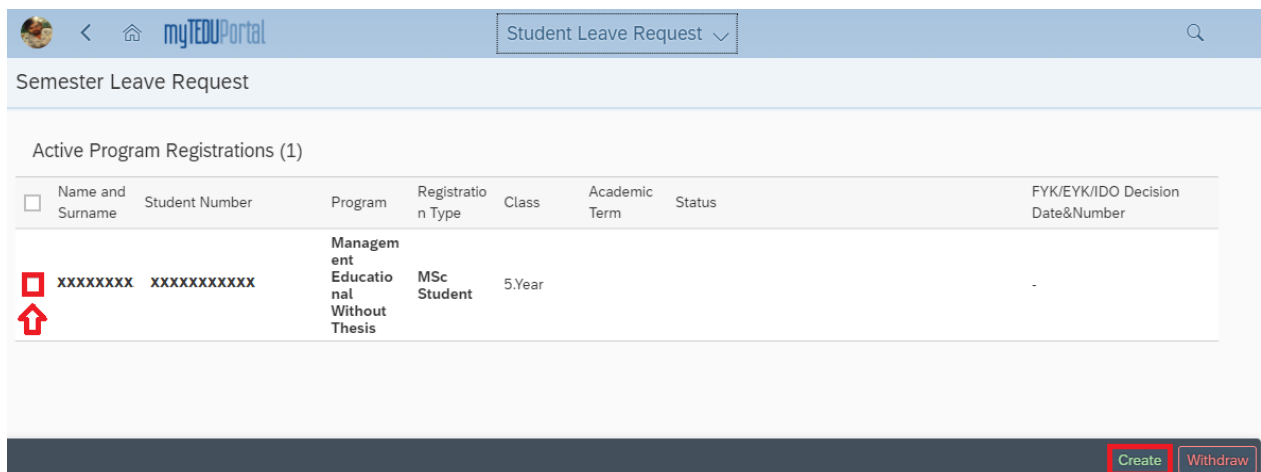 myTEDUPortal
Student Leave Request
Semester Leave Request
Active Program Registrations (1)
Name and
Surname
Student Number
Program
Registratio
n Type
Class
Academic
Term
Status
FYK/EYK/IDO Decision
Date&Number
xxxxxxxx
xxxxxxxxxxx
Managem
ent
Educatio
nal
Without
Thesis
MSc
Student
5.Year
-
Create
Withdraw